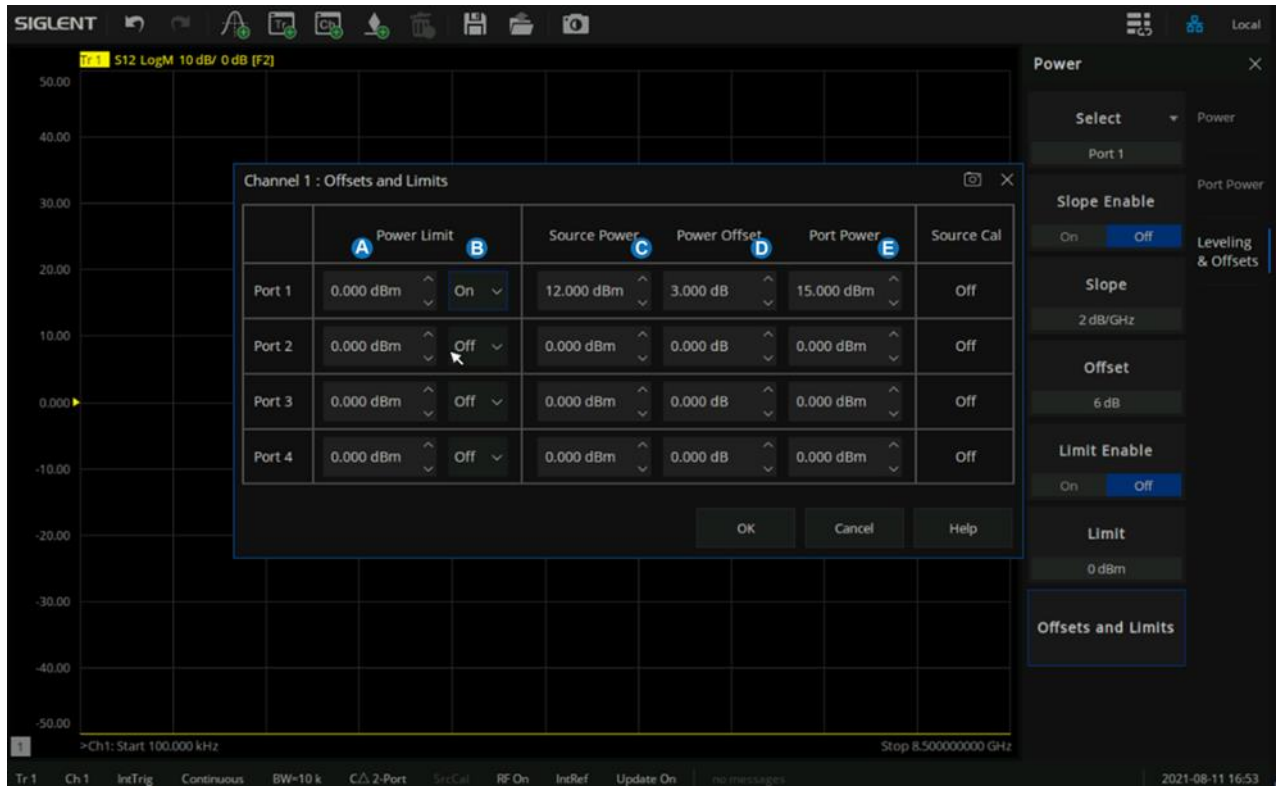 SIGLENT Tr Cb Local
Tr 1 S12 LogM 10 dB/ 0 dB [F2]
50.00
40.00
30.00
20.00
10.00
0.000
-10.00
-20.00
-30.00
-40.00
-50.00
Channel 1 : Offsets and Limits
Power Limit Source Power Power Offset Port Power Source Cal
A B C D E
Port 1 0.000 dBm On 12.000 dBm 3.000 dB 15.000 dBm Off
Port 2 0.000 dBm Off 0.000 dBm 0.000 dB 0.000 dBm Off
Port 3 0.000 dBm Off 0.000 dBm 0.000 dB 0.000 dBm Off
Port 4 0.000 dBm Off 0.000 dBm 0.000 dB 0.000 dBm Off
OK Cancel Help
Power
Select
Port 1
Slope Enable
On Off
Slope
2 dB/GHz
Offset
6 dB
Limit Enable
On Off
Limit
0 dBm
Offsets and Limits
Power
Port Power
Leveling
& Offsets
1 >Ch1: Start 100.000 kHz Stop 8.500000000 GHz
Tr 1 Ch 1 IntTrig Continuous BW=10 k C△ 2-Port SrcCal RF On IntRef Update On no messages 2021-08-11 16:53